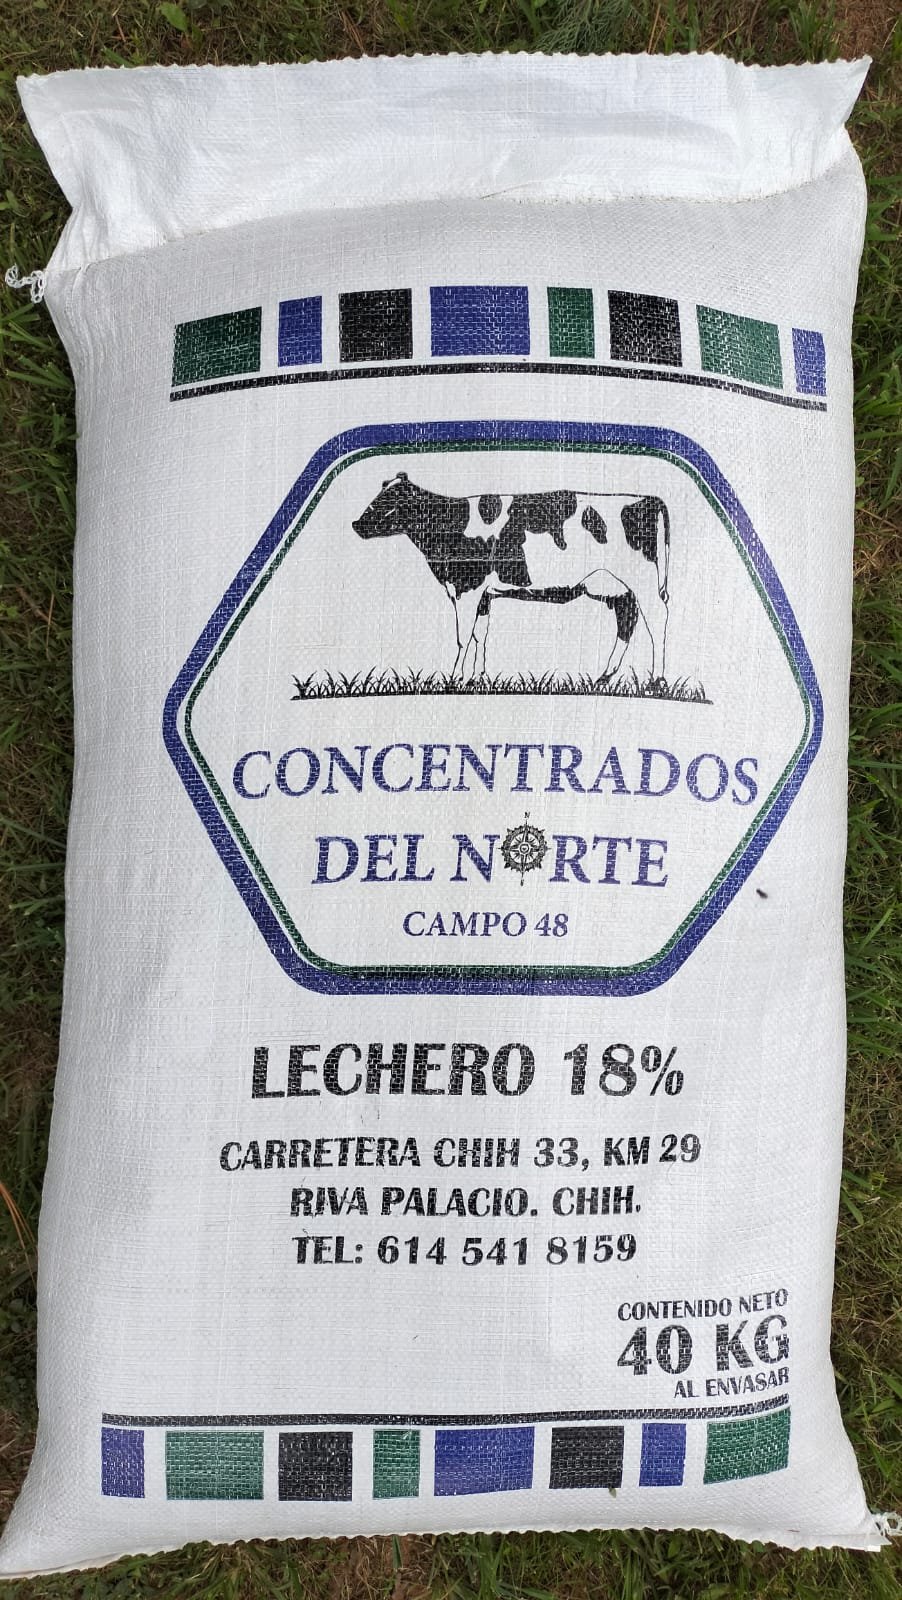 CONCENTRADOS
N
DEL NORTE
CAMPO 48
LECHERO 18%
CARRETERA CHIH 33, KM 29
RIVA PALACIO. CHIH.
TEL: 614 541 8159
CONTENIDO NETO
40 KG
AL ENVASAR